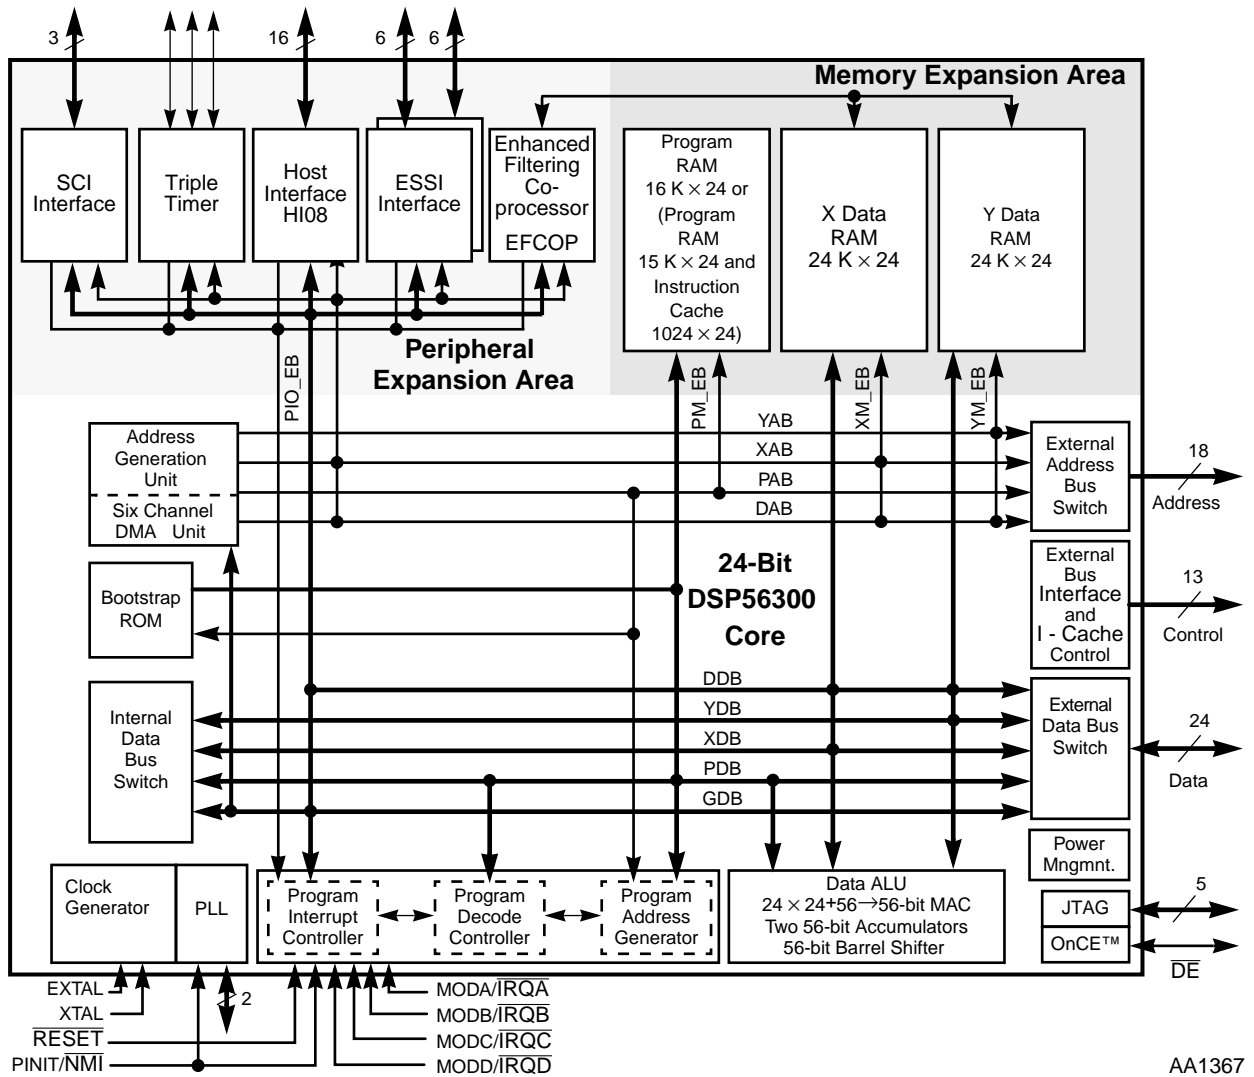 3
16
6
6
Memory Expansion Area
SCI
Interface
Triple
Timer
Host
Interface
HI08
ESSI
Interface
Enhanced
Filtering
Co-
processor
EFCOP
Program
RAM
16 K × 24 or
(Program
RAM
15 K × 24 and
Instruction
Cache
1024 × 24)
X Data
RAM
24 K × 24
Y Data
RAM
24 K × 24
Peripheral
Expansion Area
PIO_EB
PM_EB
XM_EB
YM_EB
Address
Generation
Unit
Six Channel
DMA Unit
YAB
XAB
PAB
DAB
External
Address
Bus
Switch
18
Address
24-Bit
DSP56300
Core
Bootstrap
ROM
External
Bus
Interface
and
I - Cache
Control
13
Control
Internal
Data
Bus
Switch
DDB
YDB
XDB
PDB
GDB
External
Data Bus
Switch
24
Data
Power
Mngmnt.
Clock
Generator
PLL
Program
Interrupt
Controller
Program
Decode
Controller
Program
Address
Generator
Data ALU
24 × 24+56→56-bit MAC
Two 56-bit Accumulators
56-bit Barrel Shifter
JTAG
OnCE™
5
DE
EXTAL
XTAL
RESET
PINIT/NMI
2
MODA/IRQA
MODB/IRQB
MODC/IRQC
MODD/IRQD
AA1367